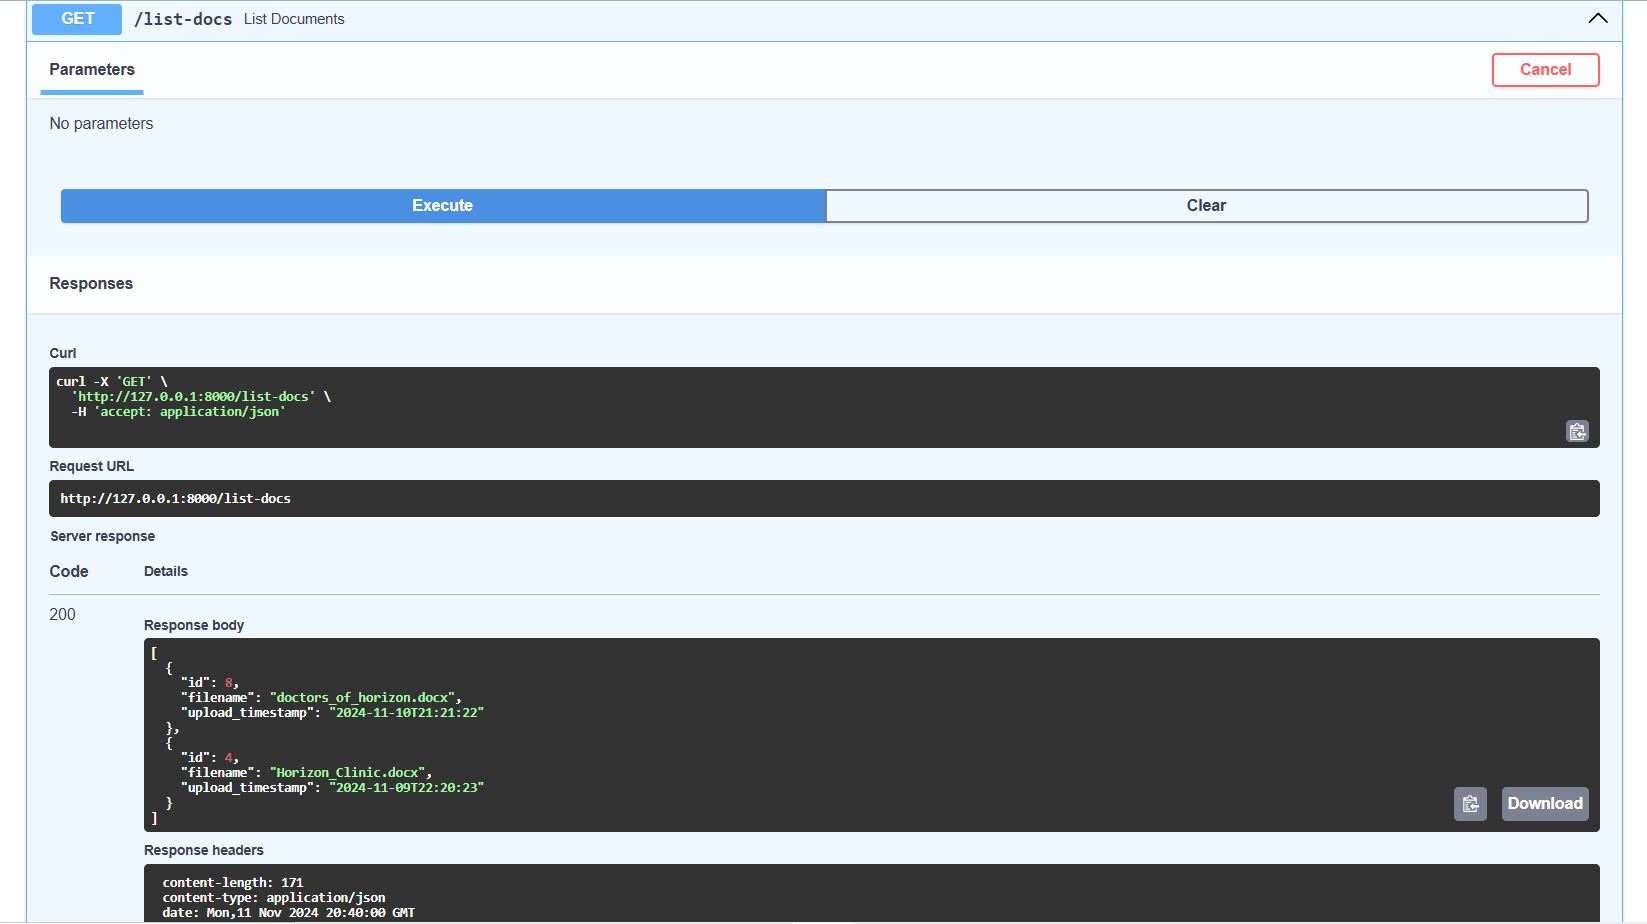 GET /list-docs List Documents
Parameters
Cancel
No parameters
Execute
Clear
Responses
Curl
curl -X 'GET' \
  'http://127.0.0.1:8000/list-docs' \
  -H 'accept: application/json'
Request URL
http://127.0.0.1:8000/list-docs
Server response
Code Details
200
Response body
[
  {
    "id": 8,
    "filename": "doctors_of_horizon.docx",
    "upload_timestamp": "2024-11-10T21:21:22"
  },
  {
    "id": 4,
    "filename": "Horizon_Clinic.docx",
    "upload_timestamp": "2024-11-09T22:20:23"
  }
]
Download
Response headers
content-length: 171
content-type: application/json
date: Mon,11 Nov 2024 20:40:00 GMT